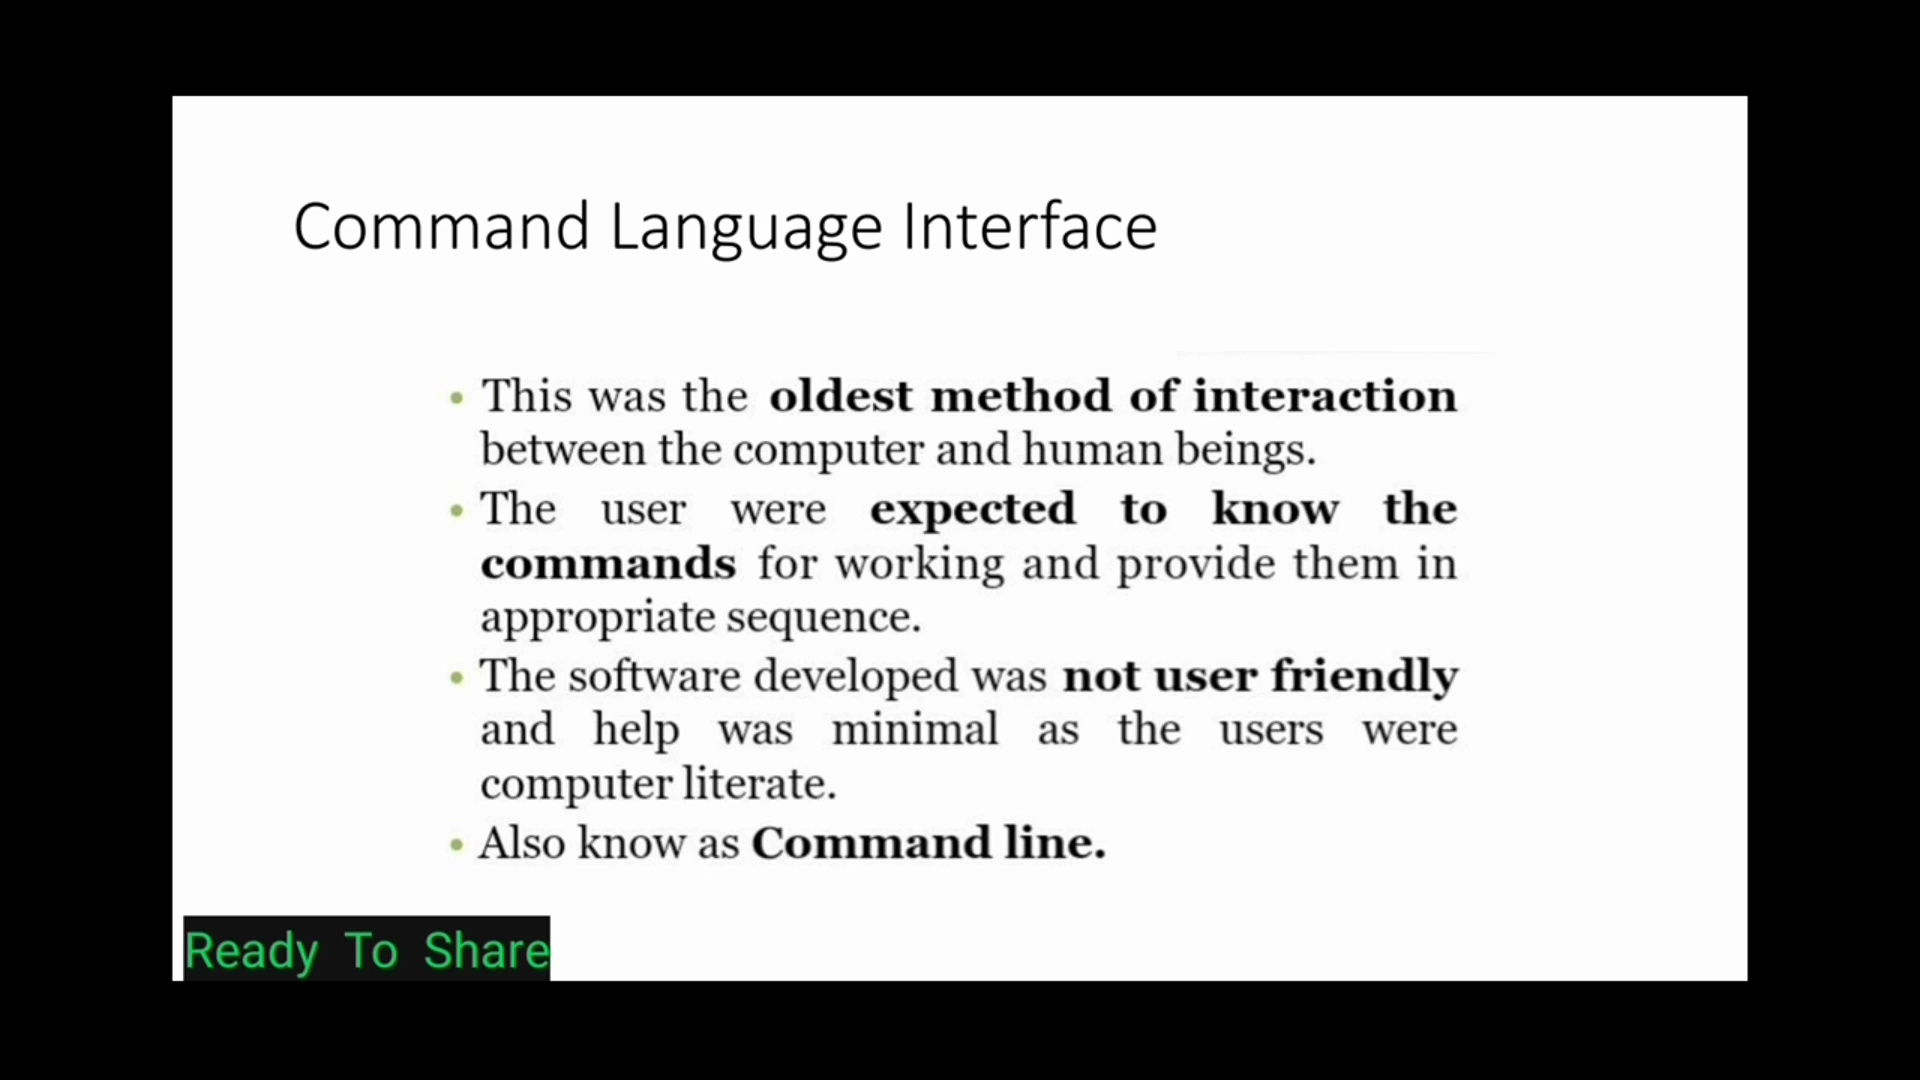 Command Language Interface
• This was the oldest method of interaction
between the computer and human beings.
• The user were expected to know the
commands for working and provide them in
appropriate sequence.
• The software developed was not user friendly
and help was minimal as the users were
computer literate.
• Also know as Command line.
Ready To Share